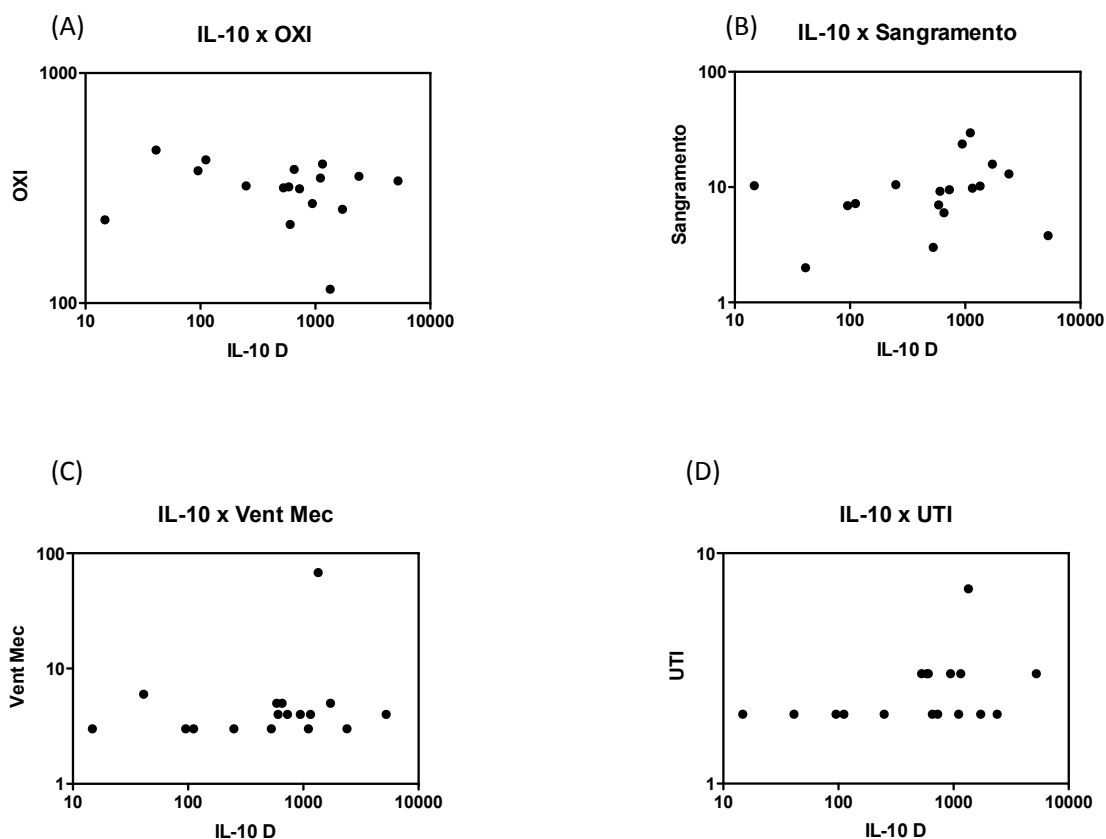 (A)
IL-10 x OXI
1000
OXI
100
10 100 1000 10000
IL-10 D
(B)
IL-10 x Sangramento
100
Sangramento
10
1
10 100 1000 10000
IL-10 D
(C)
IL-10 x Vent Mec
100
Vent Mec
10
1
10 100 1000 10000
IL-10 D
(D)
IL-10 x UTI
10
UTI
1
10 100 1000 10000
IL-10 D